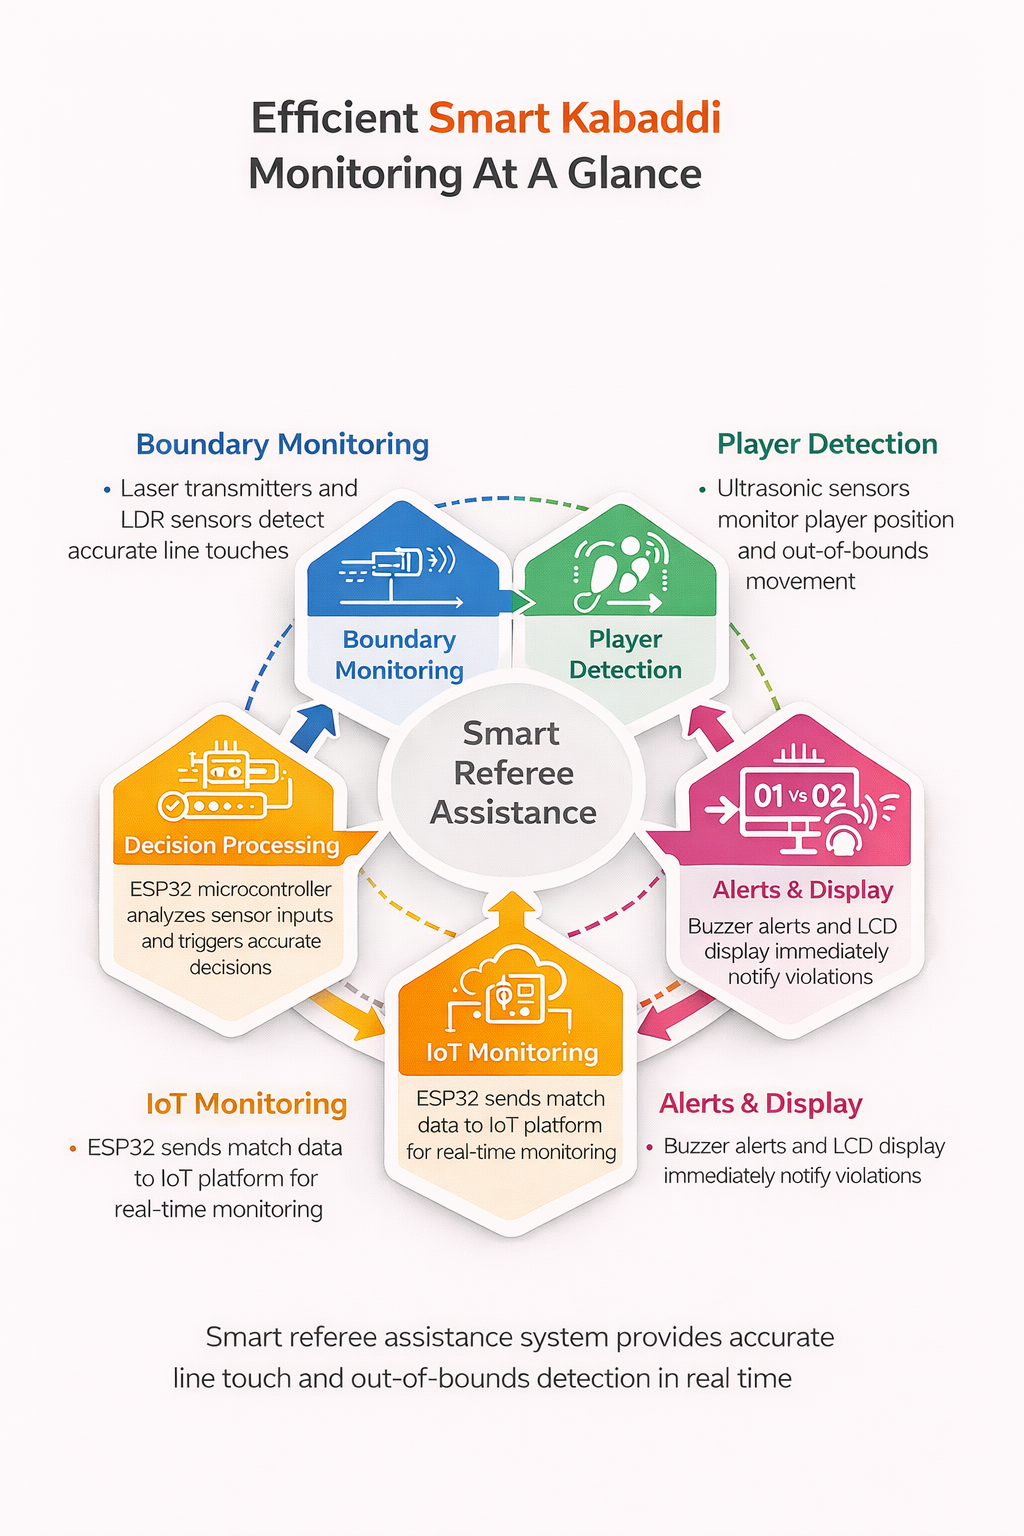 Efficient Smart Kabaddi
Monitoring At A Glance
Boundary Monitoring
• Laser transmitters and
LDR sensors detect
accurate line touches
Player Detection
• Ultrasonic sensors
monitor player position
and out-of-bounds
movement
Boundary
Monitoring
Player
Detection
Smart
Referee
Assistance
Decision Processing
ESP32 microcontroller
analyzes sensor inputs
and triggers accurate
decisions
01 vs 02
Alerts & Display
Buzzer alerts and LCD
display immediately
notify violations
IoT Monitoring
ESP32 sends match
data to IoT platform
for real-time monitoring
IoT Monitoring
• ESP32 sends match data
to IoT platform for
real-time monitoring
Alerts & Display
• Buzzer alerts and LCD display
immediately notify violations
Smart referee assistance system provides accurate
line touch and out-of-bounds detection in real time